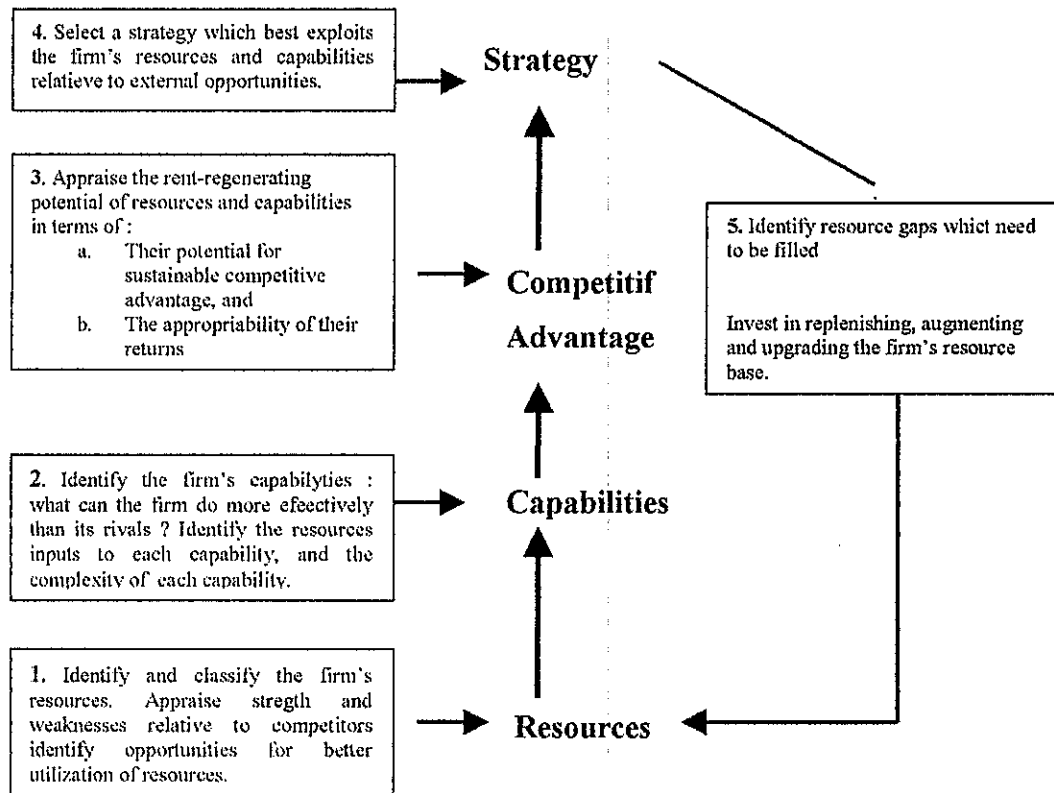 4. Select a strategy which best exploits
the firm's resources and capabilities
relatieve to external opportunities.
Strategy
3. Appraise the rent-regenerating
potential of resources and capabilities
in terms of :
a. Their potential for
sustainable competitive
advantage, and
b. The appropriability of their
returns
Competitif
Advantage
5. Identify resource gaps whict need
to be filled
Invest in replenishing, augmenting
and upgrading the firm's resource
base.
2. Identify the firm's capabilyties :
what can the firm do more efeectively
than its rivals ? Identify the resources
inputs to each capability, and the
complexity of each capability.
Capabilities
1. Identify and classify the firm's
resources. Appraise stregth and
weaknesses relative to competitors
identify opportunities for better
utilization of resources.
Resources